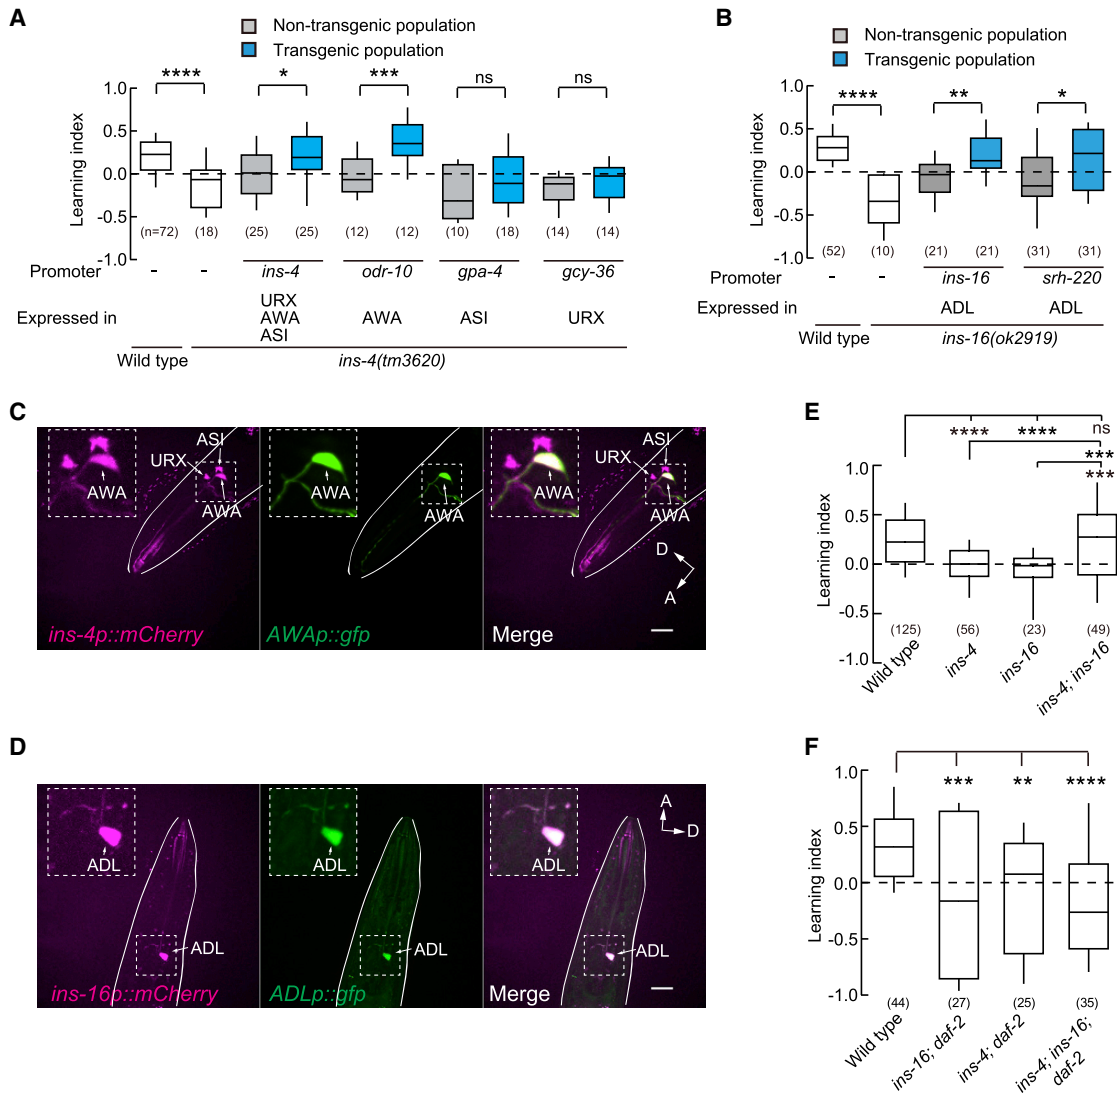 A
Non-transgenic population
Transgenic population
**** * *** ns ns
Learning index
1.0
0.5
0.0
-0.5
-1.0
(n=72) (18) (25) (25) (12) (12) (10) (18) (14) (14)
Promoter - - ins-4 odr-10 gpa-4 gcy-36
Expressed in URX AWA ASI AWA ASI URX
Wild type ins-4(tm3620)
B
Non-transgenic population
Transgenic population
**** ** *
Learning index
1.0
0.5
0.0
-0.5
-1.0
(52) (10) (21) (21) (31) (31)
Promoter - - ins-16 srh-220
Expressed in ADL ADL
Wild type ins-16(ok2919)
C
ASI
URX
AWA
AWA
ins-4p::mCherry
AWA
AWA
AWAp::gfp
ASI
URX
AWA
AWA
D
A
Merge
D
ADL
ADL
ins-16p::mCherry
ADL
ADL
ADLp::gfp
ADL
ADL
A
D
Merge
E
ns
**** ****
***
***
Learning index
1.0
0.5
0.0
-0.5
-1.0
(125) (56) (23) (49)
Wild type
ins-4
ins-16
ins-4; ins-16
F
*** ** ****
Learning index
1.0
0.5
0.0
-0.5
-1.0
(44) (27) (25) (35)
Wild type
ins-16; daf-2
ins-4; daf-2
ins-4; ins-16;
daf-2